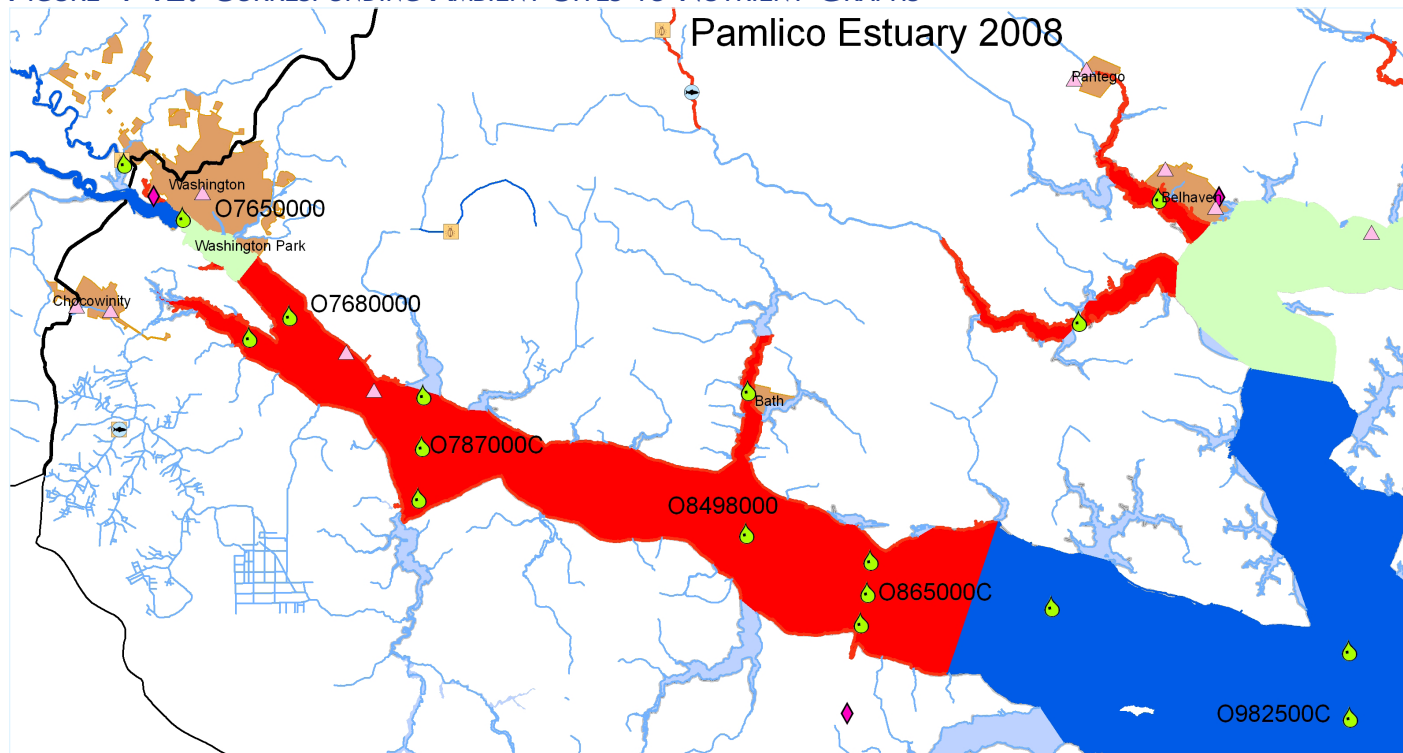 Pamlico Estuary 2008
Pantego
Washington
Belhaven
O7650000
Washington Park
Chocowinity
O7680000
Bath
O787000C
O8498000
O865000C
O982500C